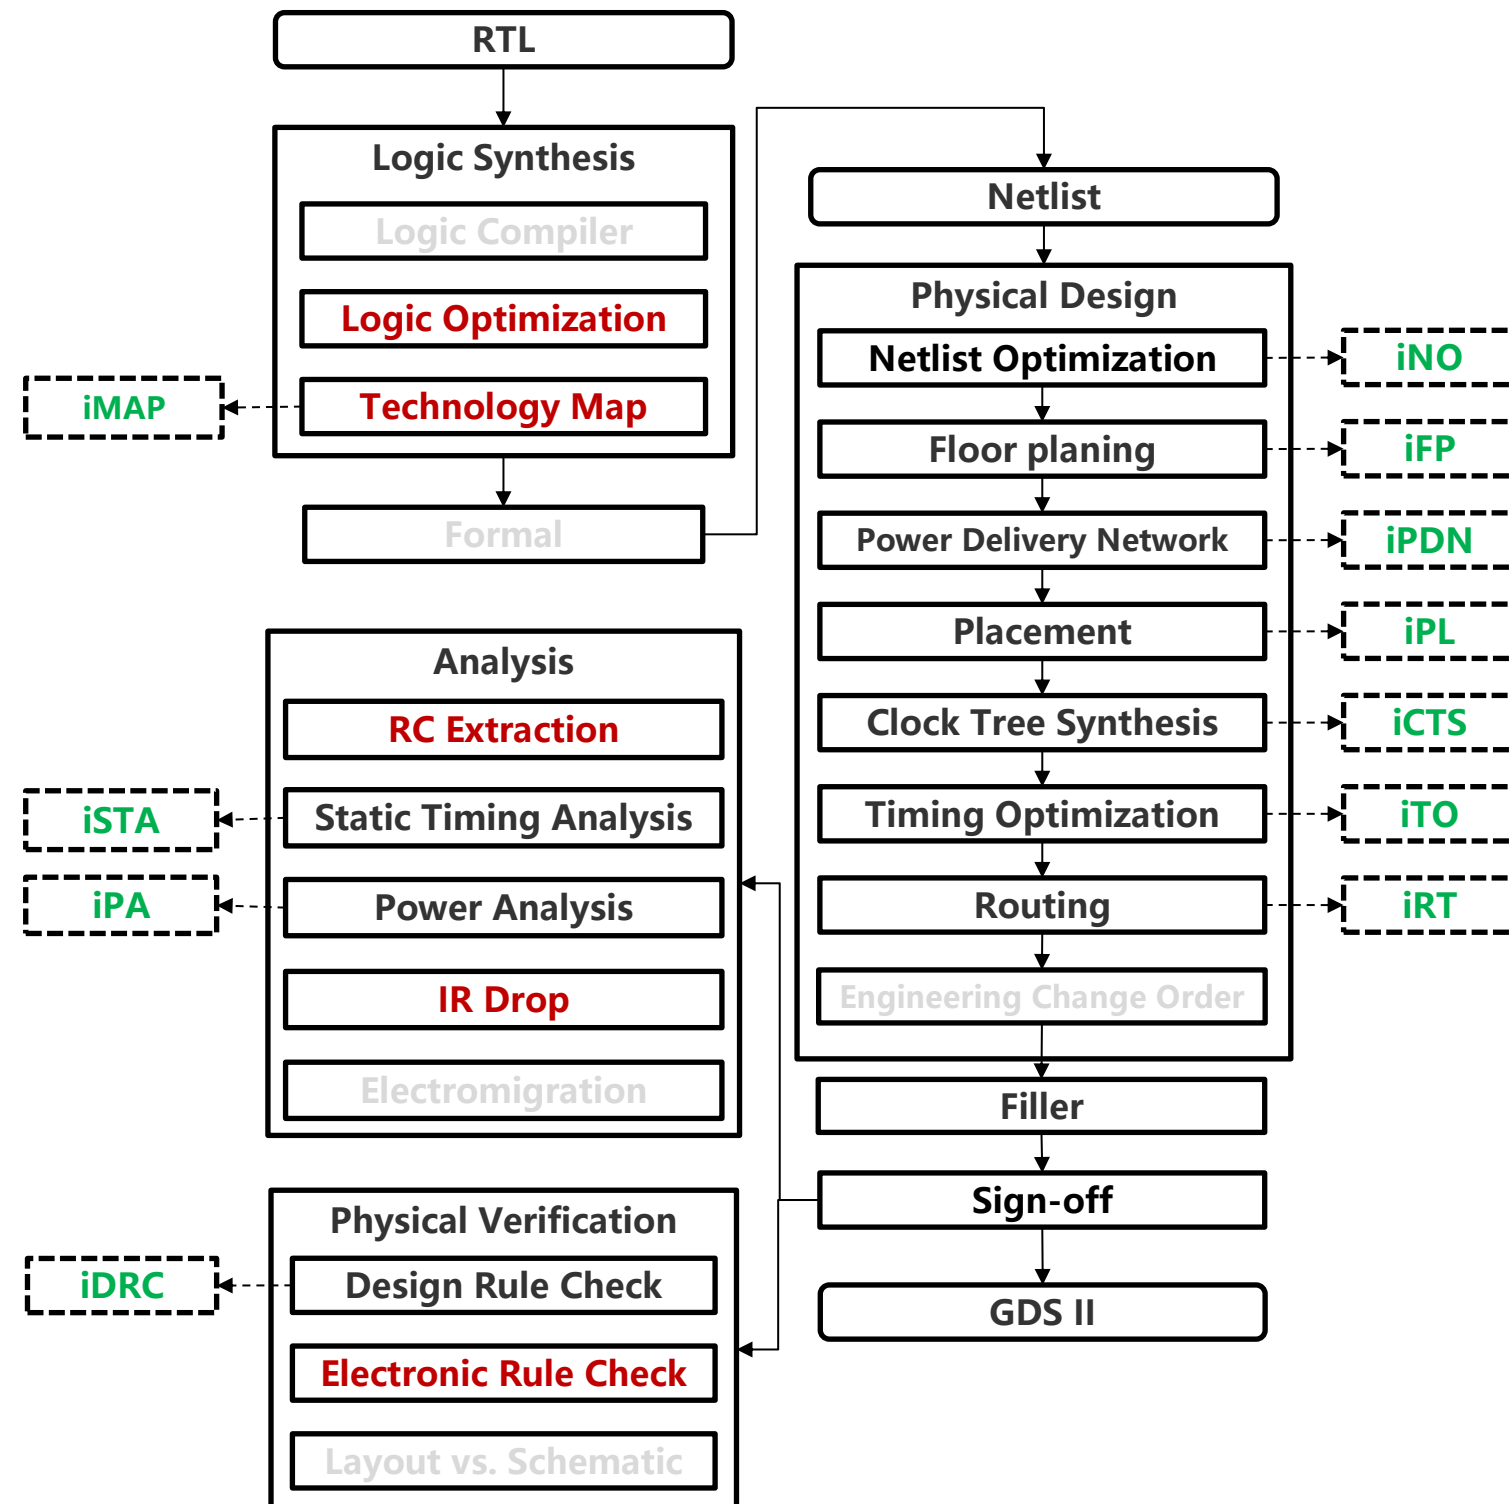 RTL
Logic Synthesis
Logic Compiler
Logic Optimization
Technology Map
iMAP
Formal
Netlist
Physical Design
Netlist Optimization
iNO
Floor planing
iFP
Power Delivery Network
iPDN
Placement
iPL
Clock Tree Synthesis
iCTS
Timing Optimization
iTO
Routing
iRT
Engineering Change Order
Filler
Sign-off
GDS II
Analysis
RC Extraction
Static Timing Analysis
iSTA
Power Analysis
iPA
IR Drop
Electromigration
Physical Verification
Design Rule Check
iDRC
Electronic Rule Check
Layout vs. Schematic